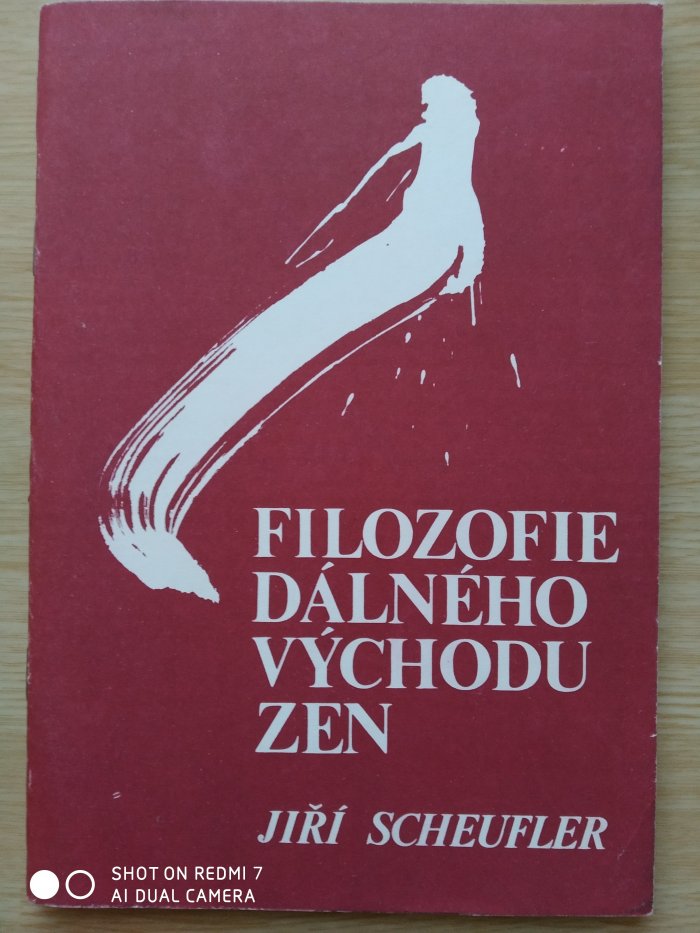 FILOZOFIE
DÁLNÉHO
VÝCHODU
ZEN
JIŘÍ SCHEUFLER
SHOT ON REDMI 7
AI DUAL CAMERA